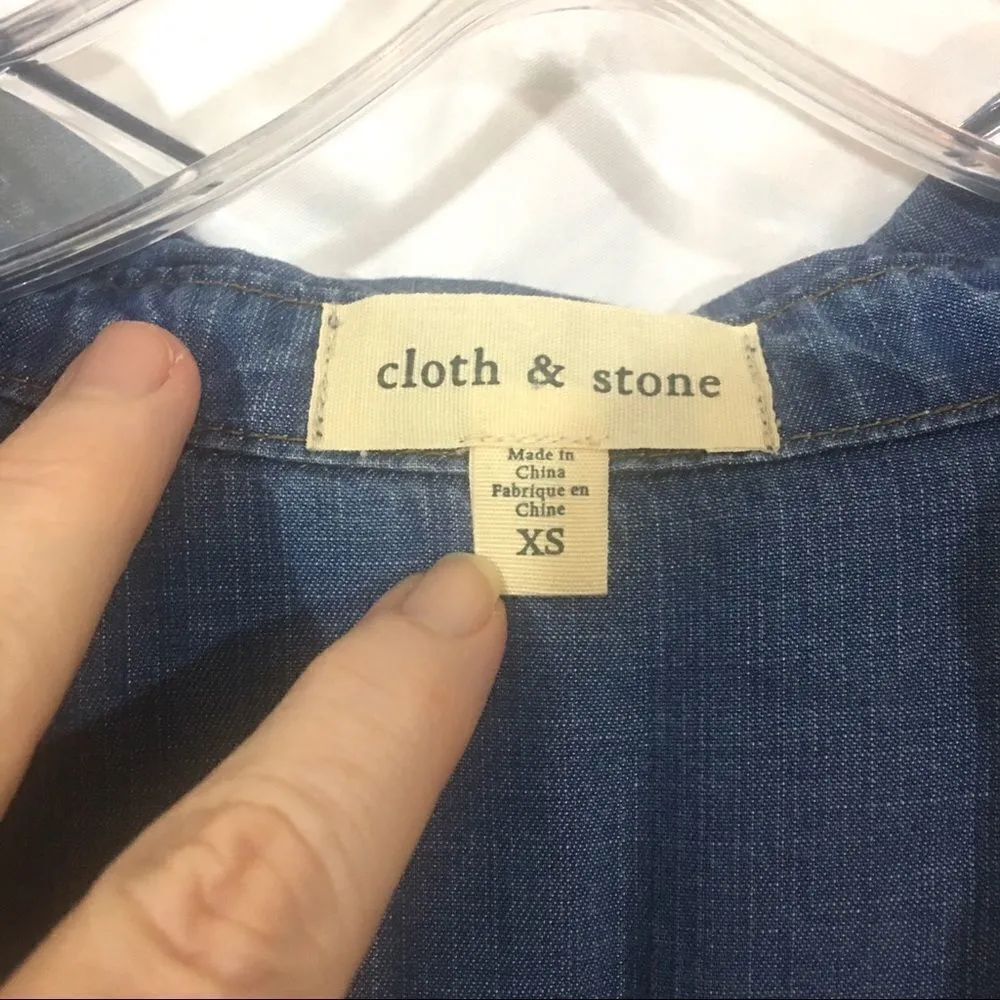 cloth & stone
Made in
China
Fabrique en
Chine
XS